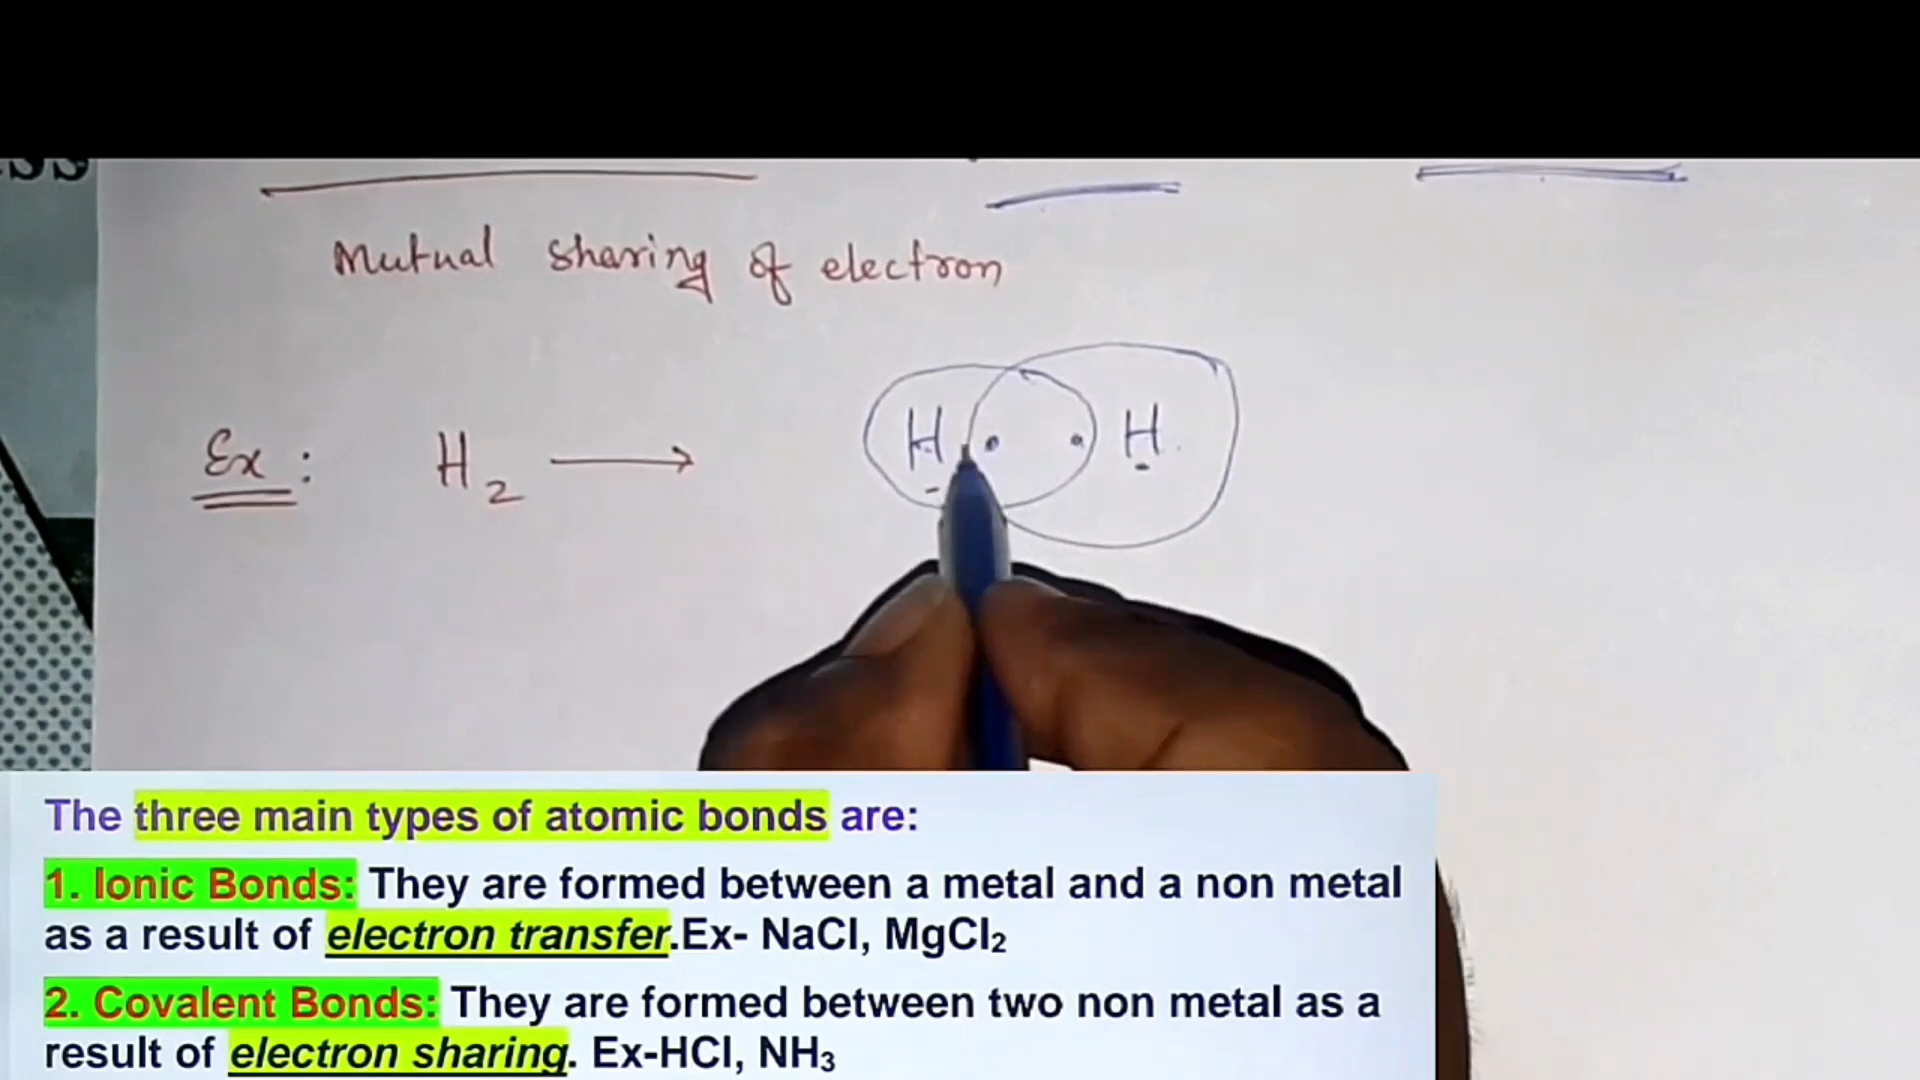 Mutual sharing of electron
H H
Ex : H₂ ⟶
The three main types of atomic bonds are:
1. Ionic Bonds: They are formed between a metal and a non metal
as a result of electron transfer.Ex- NaCl, MgCl₂
2. Covalent Bonds: They are formed between two non metal as a
result of electron sharing. Ex-HCl, NH₃